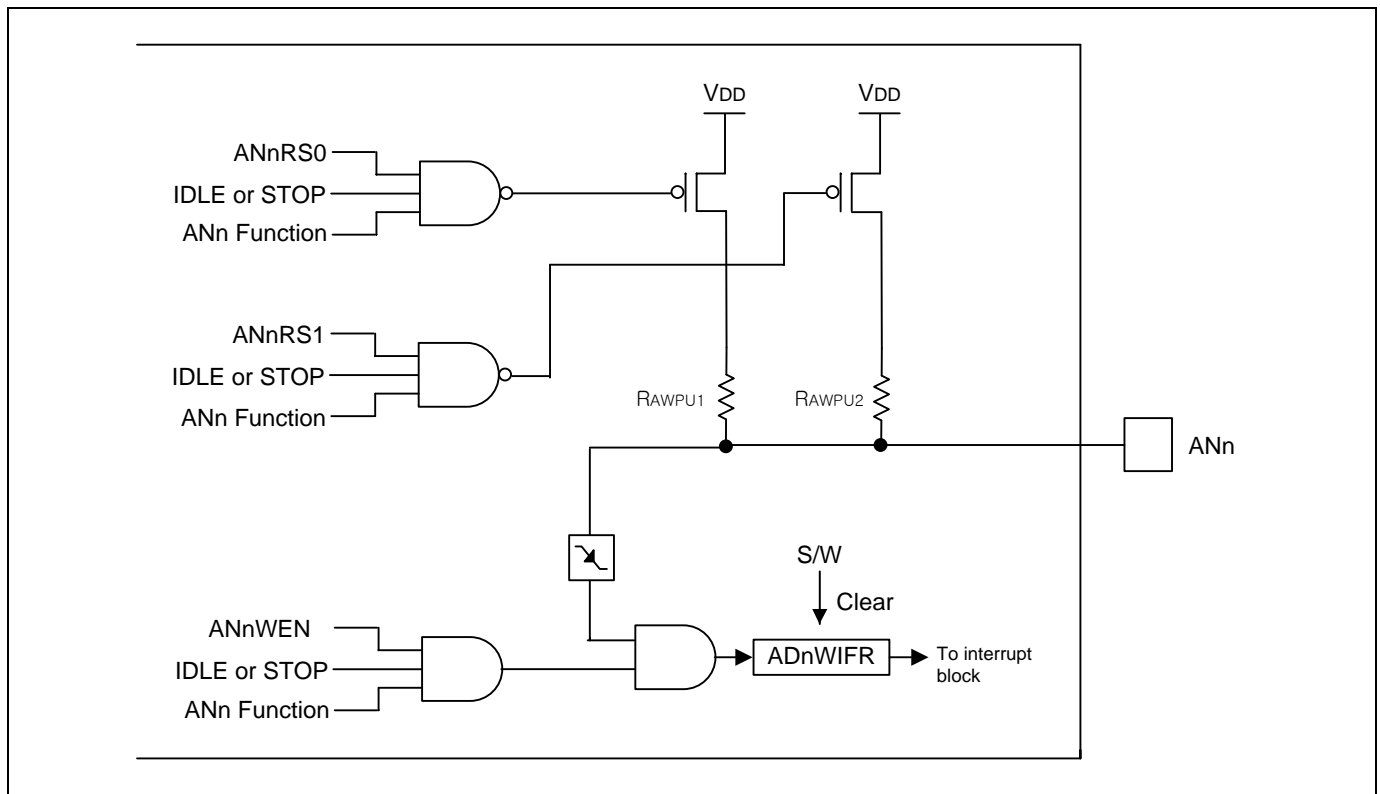 VDD
VDD
ANnRS0
IDLE or STOP
ANn Function
ANnRS1
IDLE or STOP
ANn Function
RAWPU1
RAWPU2
ANn
S/W
Clear
ANnWEN
IDLE or STOP
ANn Function
ADnWIFR
To interrupt
block